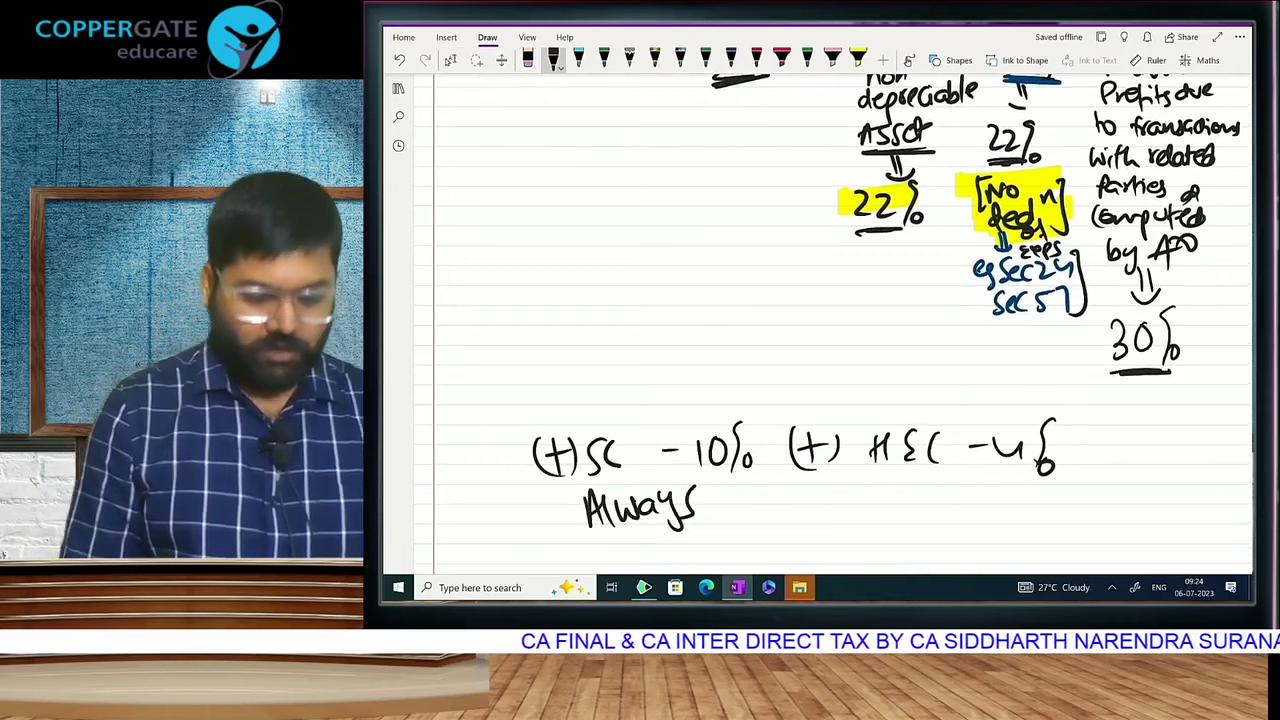 COPPERGATE
educare
Home Insert Draw View Help
Saved offline
Share
Shapes
Ink to Shape
Ink to Text
Ruler
Maths
non
depreciable
Asset
22%
22%
[No
dedn]
of
Exps
eg Sec 24
Sec 57
Profits due
to transactions
with related
parties &
Computed
by A.O
30%
(+) SC - 10% (+) HEC - 4%
Always
Type here to search
27°C Cloudy
ENG
09:24
06-07-2023
CA FINAL & CA INTER DIRECT TAX BY CA SIDDHARTH NARENDRA SURANA